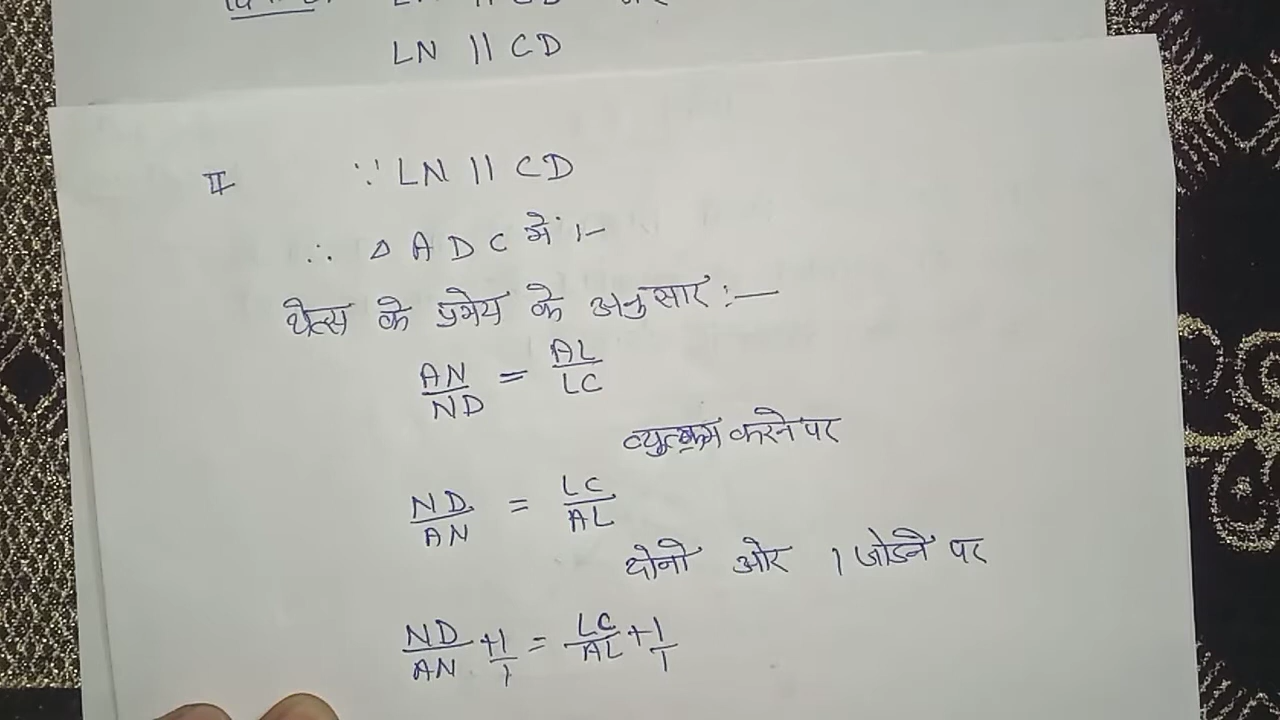 LN || CD
II ∵ LN || CD
∴ Δ ADC में :-
थेल्स के प्रमेय के अनुसार :—
AN/ND = AL/LC
व्युत्क्रम करने पर
ND/AN = LC/AL
दोनो ओर 1 जोडने पर
ND/AN + 1/1 = LC/AL + 1/1